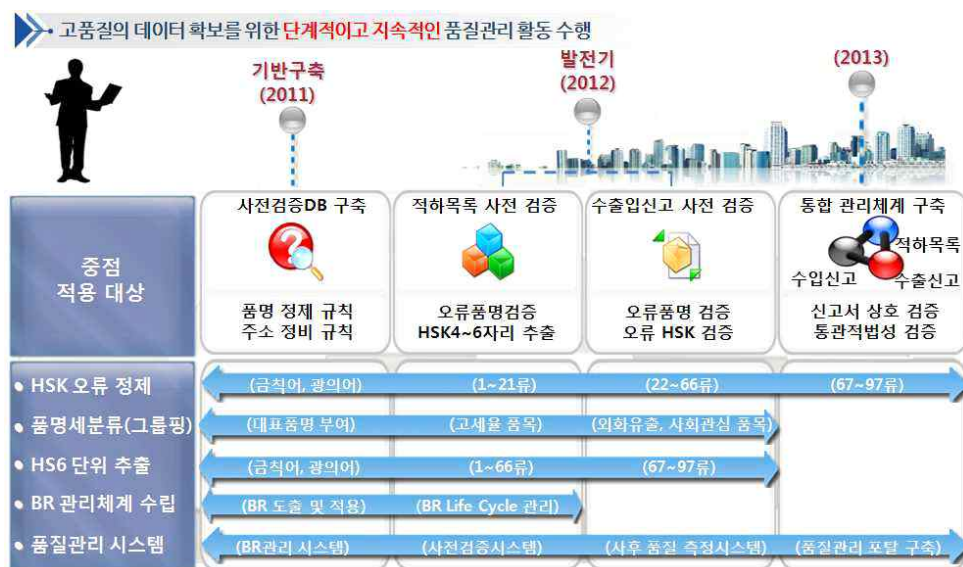 고품질의 데이터 확보를 위한 단계적이고 지속적인 품질관리 활동 수행
기반구축
(2011)
발전기
(2012)
(2013)
중점
적용 대상
사전검증DB 구축
품명 정제 규칙
주소 정비 규칙
적하목록 사전 검증
오류품명검증
HSK4~6자리 추출
수출입신고 사전 검증
오류품명 검증
오류 HSK 검증
통합 관리체계 구축
적하목록
수입신고
수출신고
신고서 상호 검증
통관적법성 검증
• HSK 오류 정제 (금칙어, 광의어) (1~21류) (22~66류) (67~97류)
• 품명세분류(그룹핑) (대표품명 부여) (고세율 품목) (외화유출, 사회관심 품목)
• HS6 단위 추출 (금칙어, 광의어) (1~66류) (67~97류)
• BR 관리체계 수립 (BR 도출 및 적용) (BR Life Cycle 관리)
• 품질관리 시스템 (BR관리 시스템) (사전검증시스템) (사후 품질 측정시스템) (품질관리 포탈 구축)